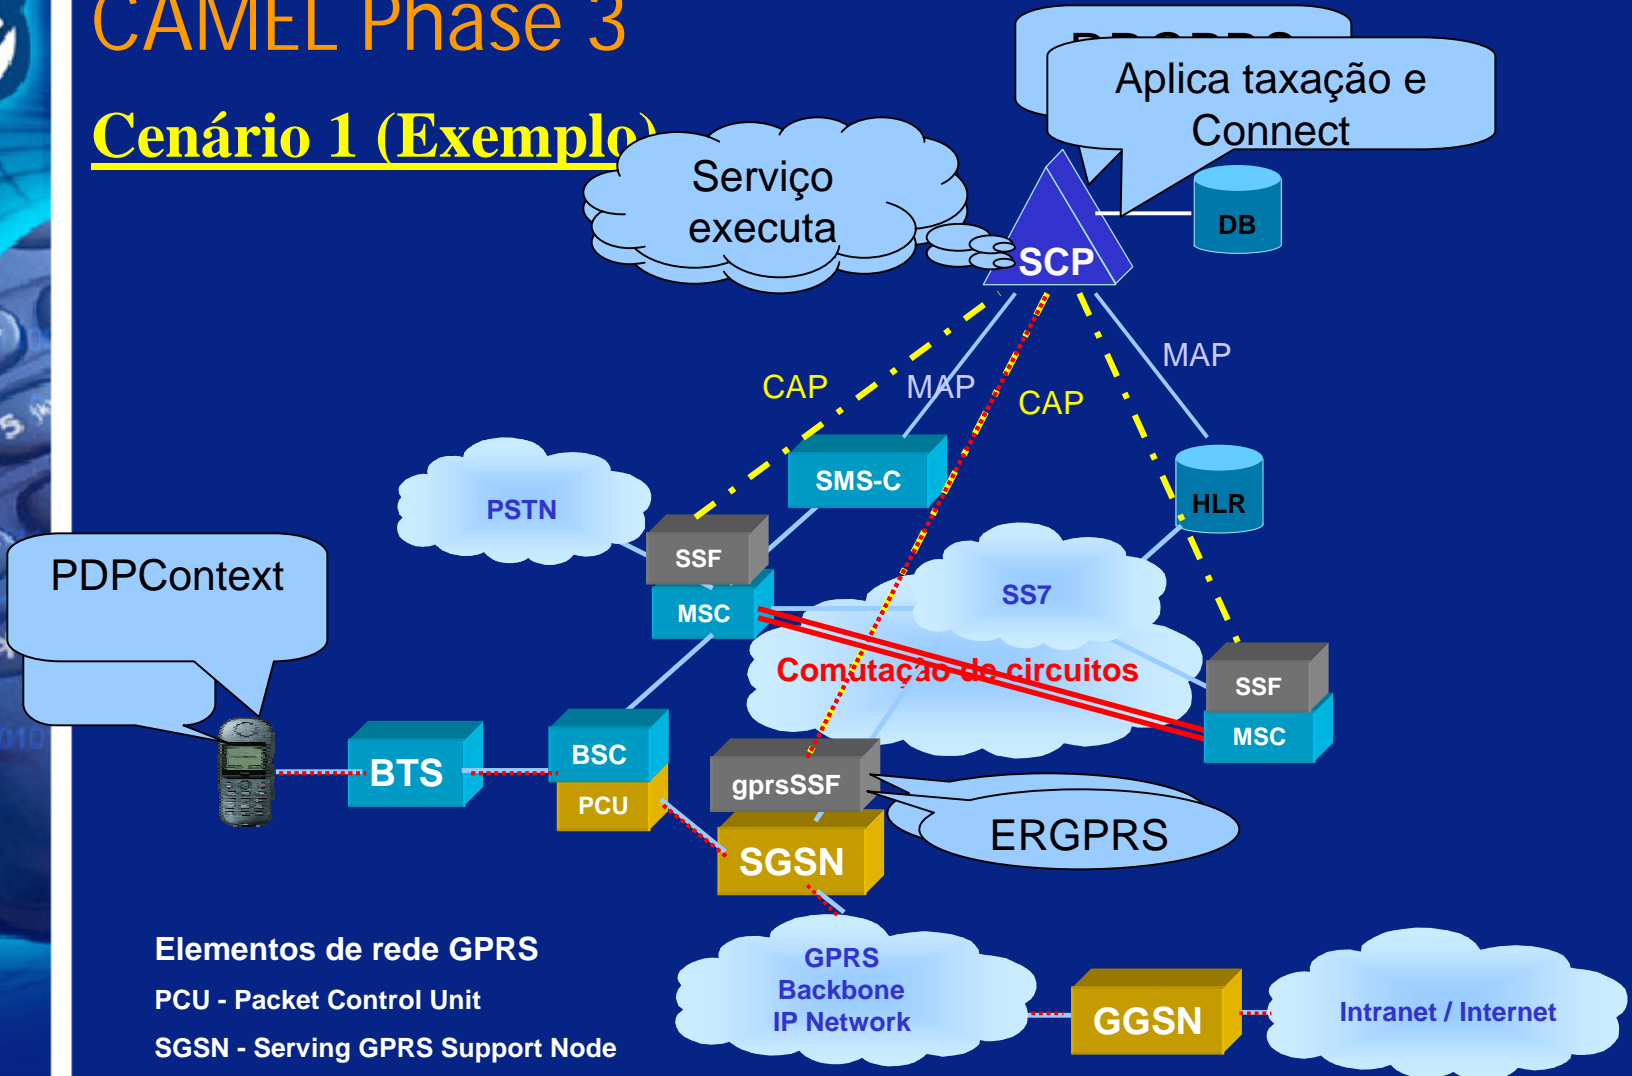 CAMEL Phase 3
Cenário 1 (Exemplo)
Aplica taxação e
Connect
Serviço
executa
SCP
DB
CAP
MAP
CAP
MAP
PSTN
SMS-C
HLR
SSF
MSC
SS7
PDPContext
Comutação de circuitos
SSF
MSC
BTS
BSC
PCU
gprsSSF
SGSN
ERGPRS
Elementos de rede GPRS
PCU - Packet Control Unit
SGSN - Serving GPRS Support Node
GPRS
Backbone
IP Network
GGSN
Intranet / Internet